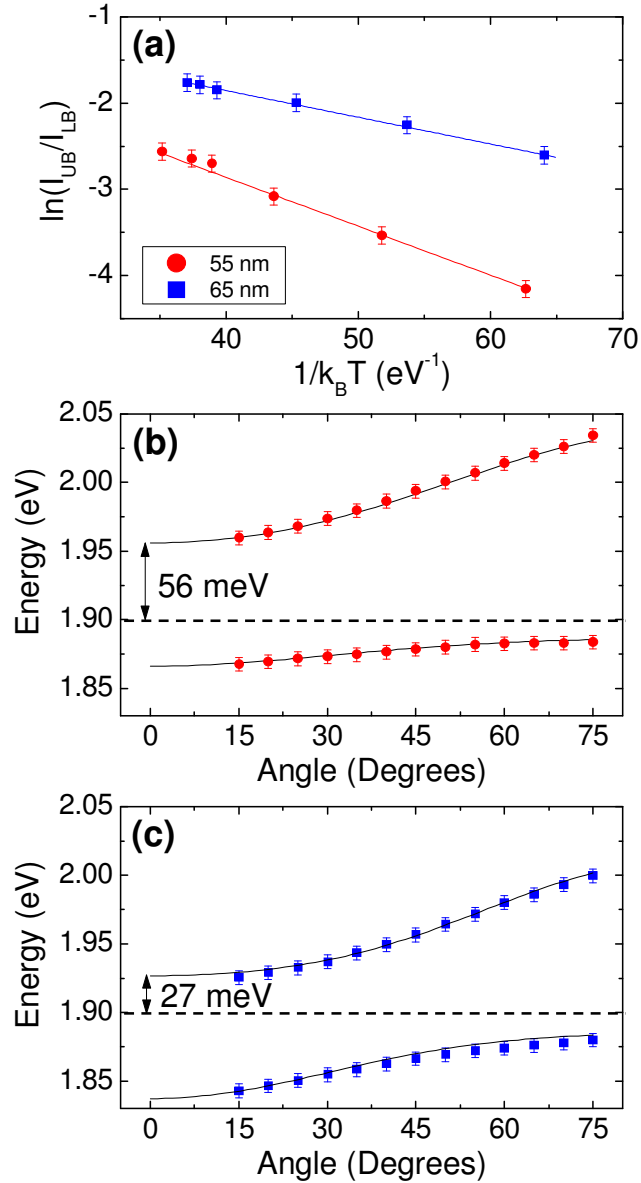 (a)
-1
-2
-3
-4
ln(I_UB/I_LB)
55 nm
65 nm
40 50 60 70
1/k_BT (eV⁻¹)
(b)
2.05
2.00
1.95
1.90
1.85
Energy (eV)
56 meV
0 15 30 45 60 75
Angle (Degrees)
(c)
2.05
2.00
1.95
1.90
1.85
Energy (eV)
27 meV
0 15 30 45 60 75
Angle (Degrees)